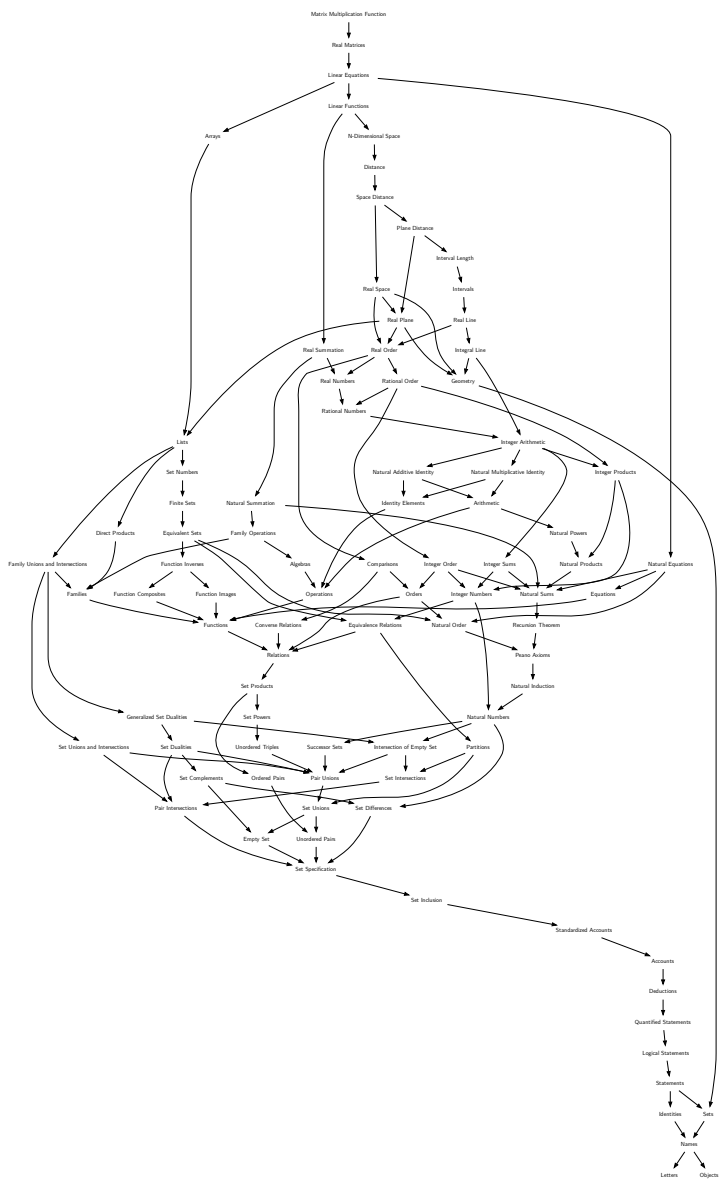 Matrix Multiplication Function
Real Matrices
Linear Equations
Linear Functions
Arrays
N-Dimensional Space
Distance
Space Distance
Plane Distance
Interval Length
Real Space
Intervals
Real Plane
Real Line
Real Summation
Real Order
Integral Line
Real Numbers
Rational Order
Geometry
Rational Numbers
Lists
Integer Arithmetic
Set Numbers
Natural Additive Identity
Natural Multiplicative Identity
Integer Products
Finite Sets
Natural Summation
Identity Elements
Arithmetic
Direct Products
Equivalent Sets
Family Operations
Natural Powers
Family Unions and Intersections
Function Inverses
Algebras
Comparisons
Integer Order
Integer Sums
Natural Products
Natural Equations
Families
Function Composites
Function Images
Operations
Orders
Integer Numbers
Natural Sums
Equations
Functions
Converse Relations
Equivalence Relations
Natural Order
Recursion Theorem
Relations
Peano Axioms
Set Products
Natural Induction
Generalized Set Dualities
Set Powers
Natural Numbers
Set Unions and Intersections
Set Dualities
Unordered Triples
Successor Sets
Intersection of Empty Set
Partitions
Set Complements
Ordered Pairs
Pair Unions
Set Intersections
Pair Intersections
Set Unions
Set Differences
Empty Set
Unordered Pairs
Set Specification
Set Inclusion
Standardized Accounts
Accounts
Deductions
Quantified Statements
Logical Statements
Statements
Identities
Sets
Names
Letters
Objects